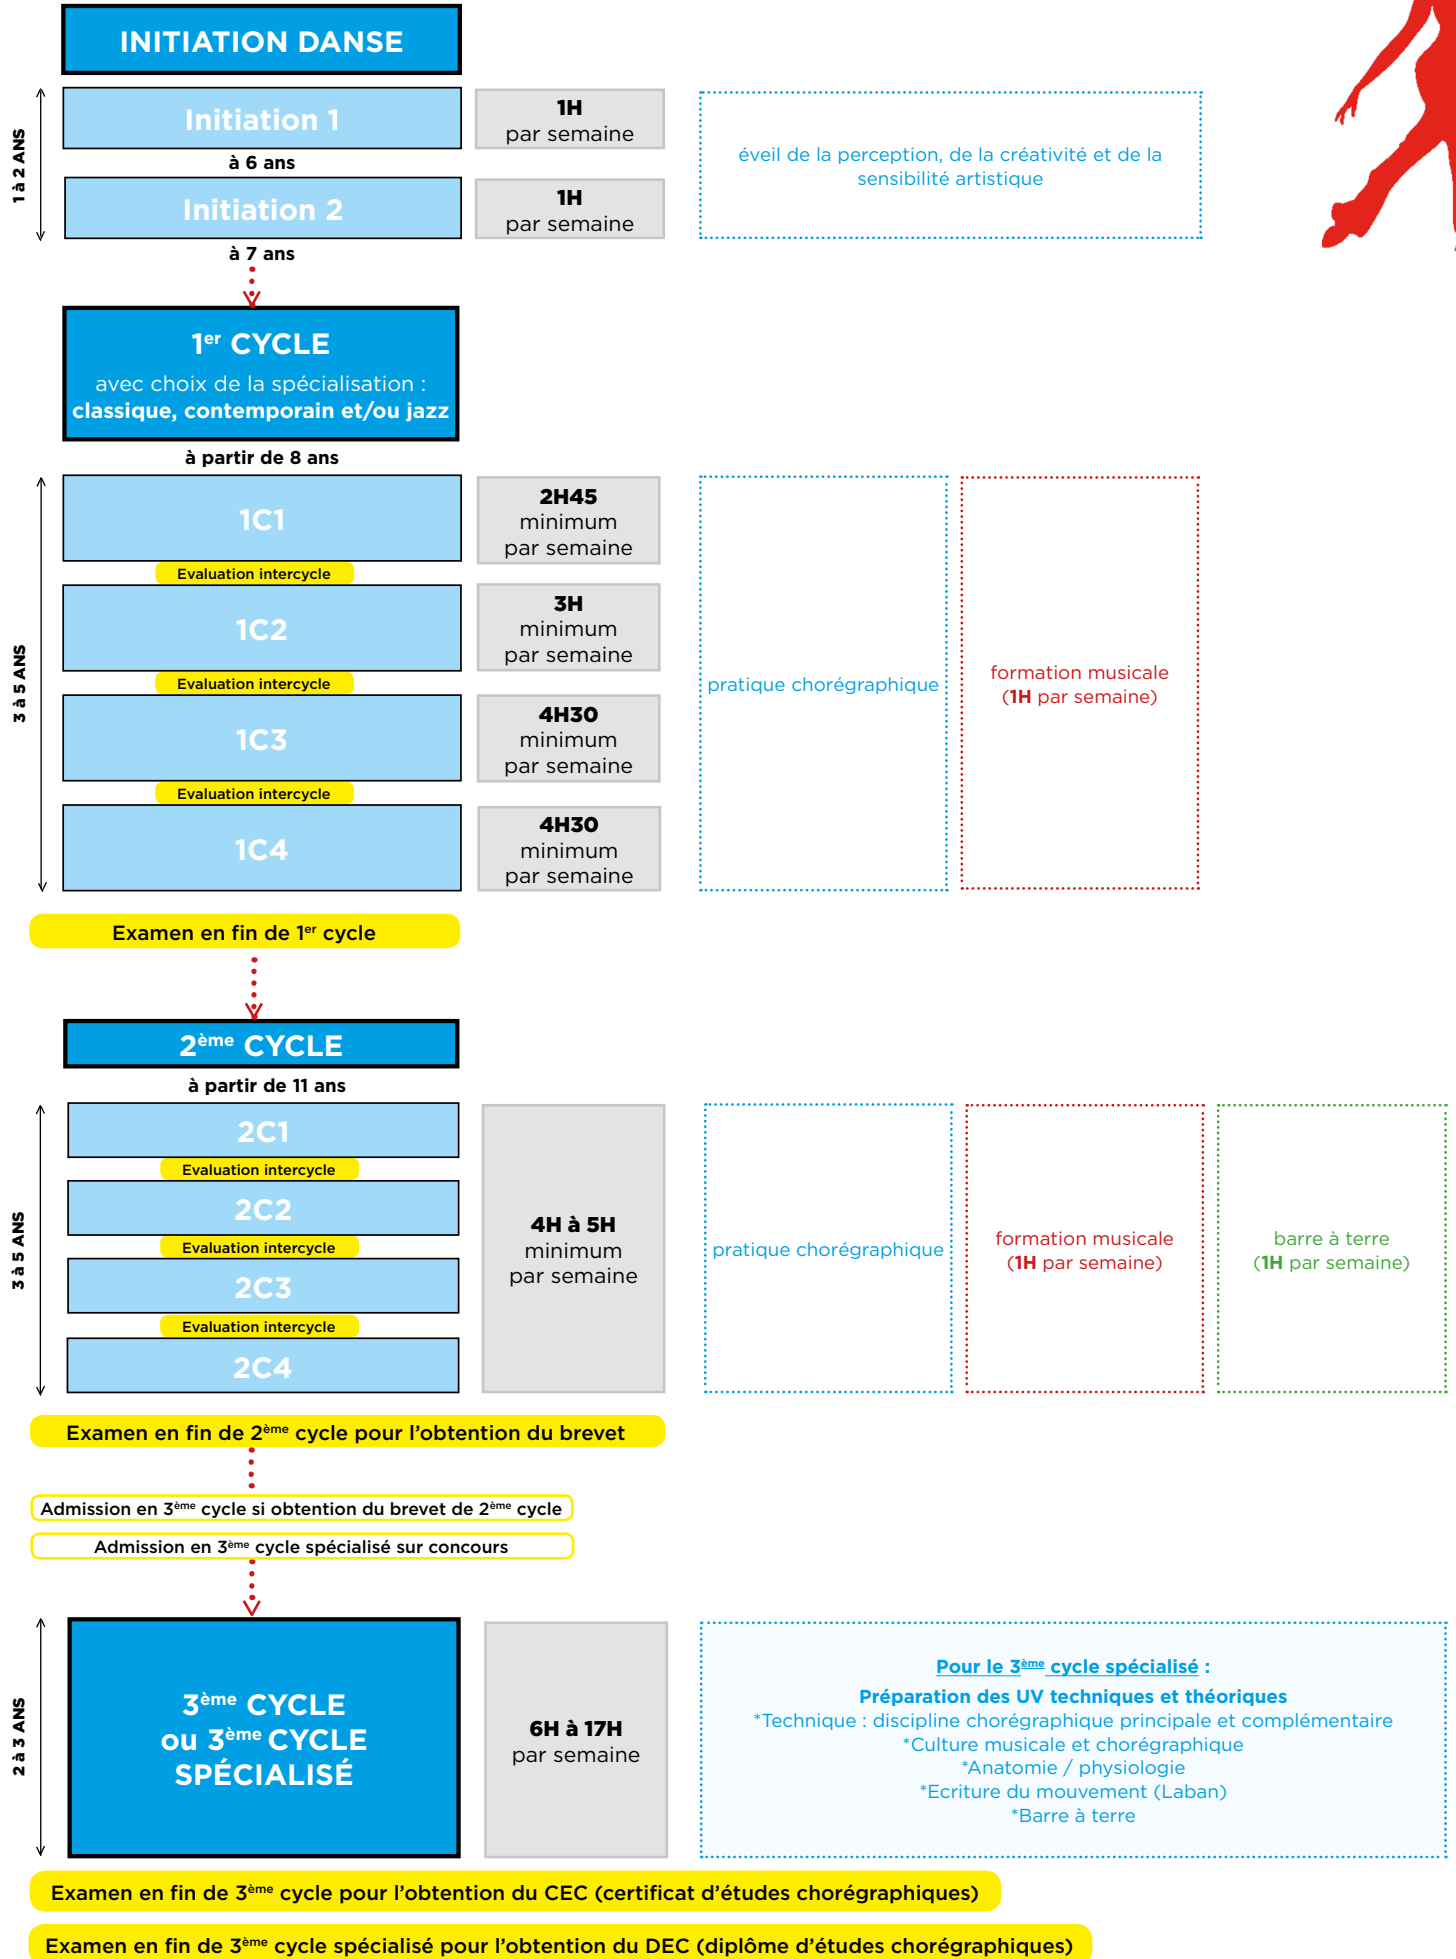 INITIATION DANSE
1 à 2 ANS
Initiation 1
1H
par semaine
à 6 ans
Initiation 2
1H
par semaine
à 7 ans
éveil de la perception, de la créativité et de la
sensibilité artistique
1er CYCLE
avec choix de la spécialisation :
classique, contemporain et/ou jazz
à partir de 8 ans
3 à 5 ANS
1C1
2H45
minimum
par semaine
Evaluation intercycle
1C2
3H
minimum
par semaine
Evaluation intercycle
1C3
4H30
minimum
par semaine
Evaluation intercycle
1C4
4H30
minimum
par semaine
pratique chorégraphique
formation musicale
(1H par semaine)
Examen en fin de 1er cycle
2ème CYCLE
à partir de 11 ans
3 à 5 ANS
2C1
Evaluation intercycle
2C2
Evaluation intercycle
2C3
Evaluation intercycle
2C4
4H à 5H
minimum
par semaine
pratique chorégraphique
formation musicale
(1H par semaine)
barre à terre
(1H par semaine)
Examen en fin de 2ème cycle pour l'obtention du brevet
Admission en 3ème cycle si obtention du brevet de 2ème cycle
Admission en 3ème cycle spécialisé sur concours
2 à 3 ANS
3ème CYCLE
ou 3ème CYCLE
SPÉCIALISÉ
6H à 17H
par semaine
Pour le 3ème cycle spécialisé :
Préparation des UV techniques et théoriques
*Technique : discipline chorégraphique principale et complémentaire
*Culture musicale et chorégraphique
*Anatomie / physiologie
*Ecriture du mouvement (Laban)
*Barre à terre
Examen en fin de 3ème cycle pour l'obtention du CEC (certificat d'études chorégraphiques)
Examen en fin de 3ème cycle spécialisé pour l'obtention du DEC (diplôme d'études chorégraphiques)